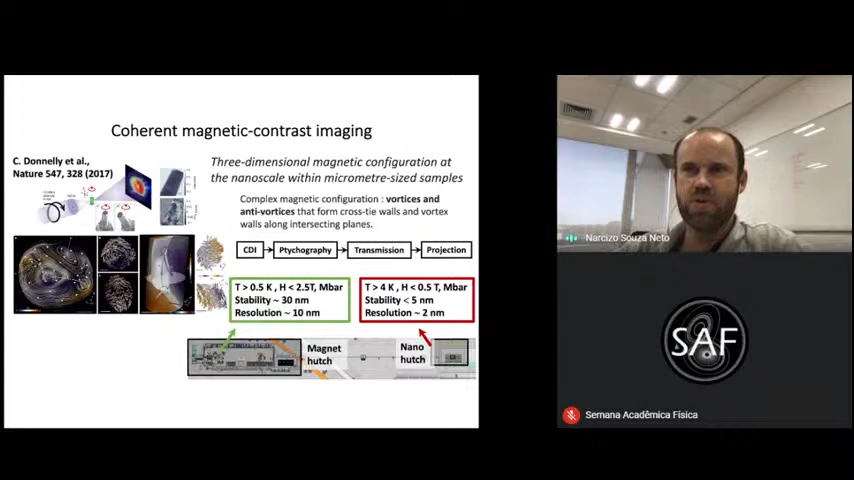 Coherent magnetic-contrast imaging
C. Donnelly et al.,
Nature 547, 328 (2017)
Three-dimensional magnetic configuration at
the nanoscale within micrometre-sized samples
Complex magnetic configuration : vortices and
anti-vortices that form cross-tie walls and vortex
walls along intersecting planes.
CDI
Ptychography
Transmission
Projection
T > 0.5 K , H < 2.5T, Mbar
Stability ~ 30 nm
Resolution ~ 10 nm
T > 4 K , H < 0.5 T, Mbar
Stability < 5 nm
Resolution ~ 2 nm
Magnet
hutch
Nano
hutch
Narcizo Souza Neto
SAF
Semana Acadêmica Física